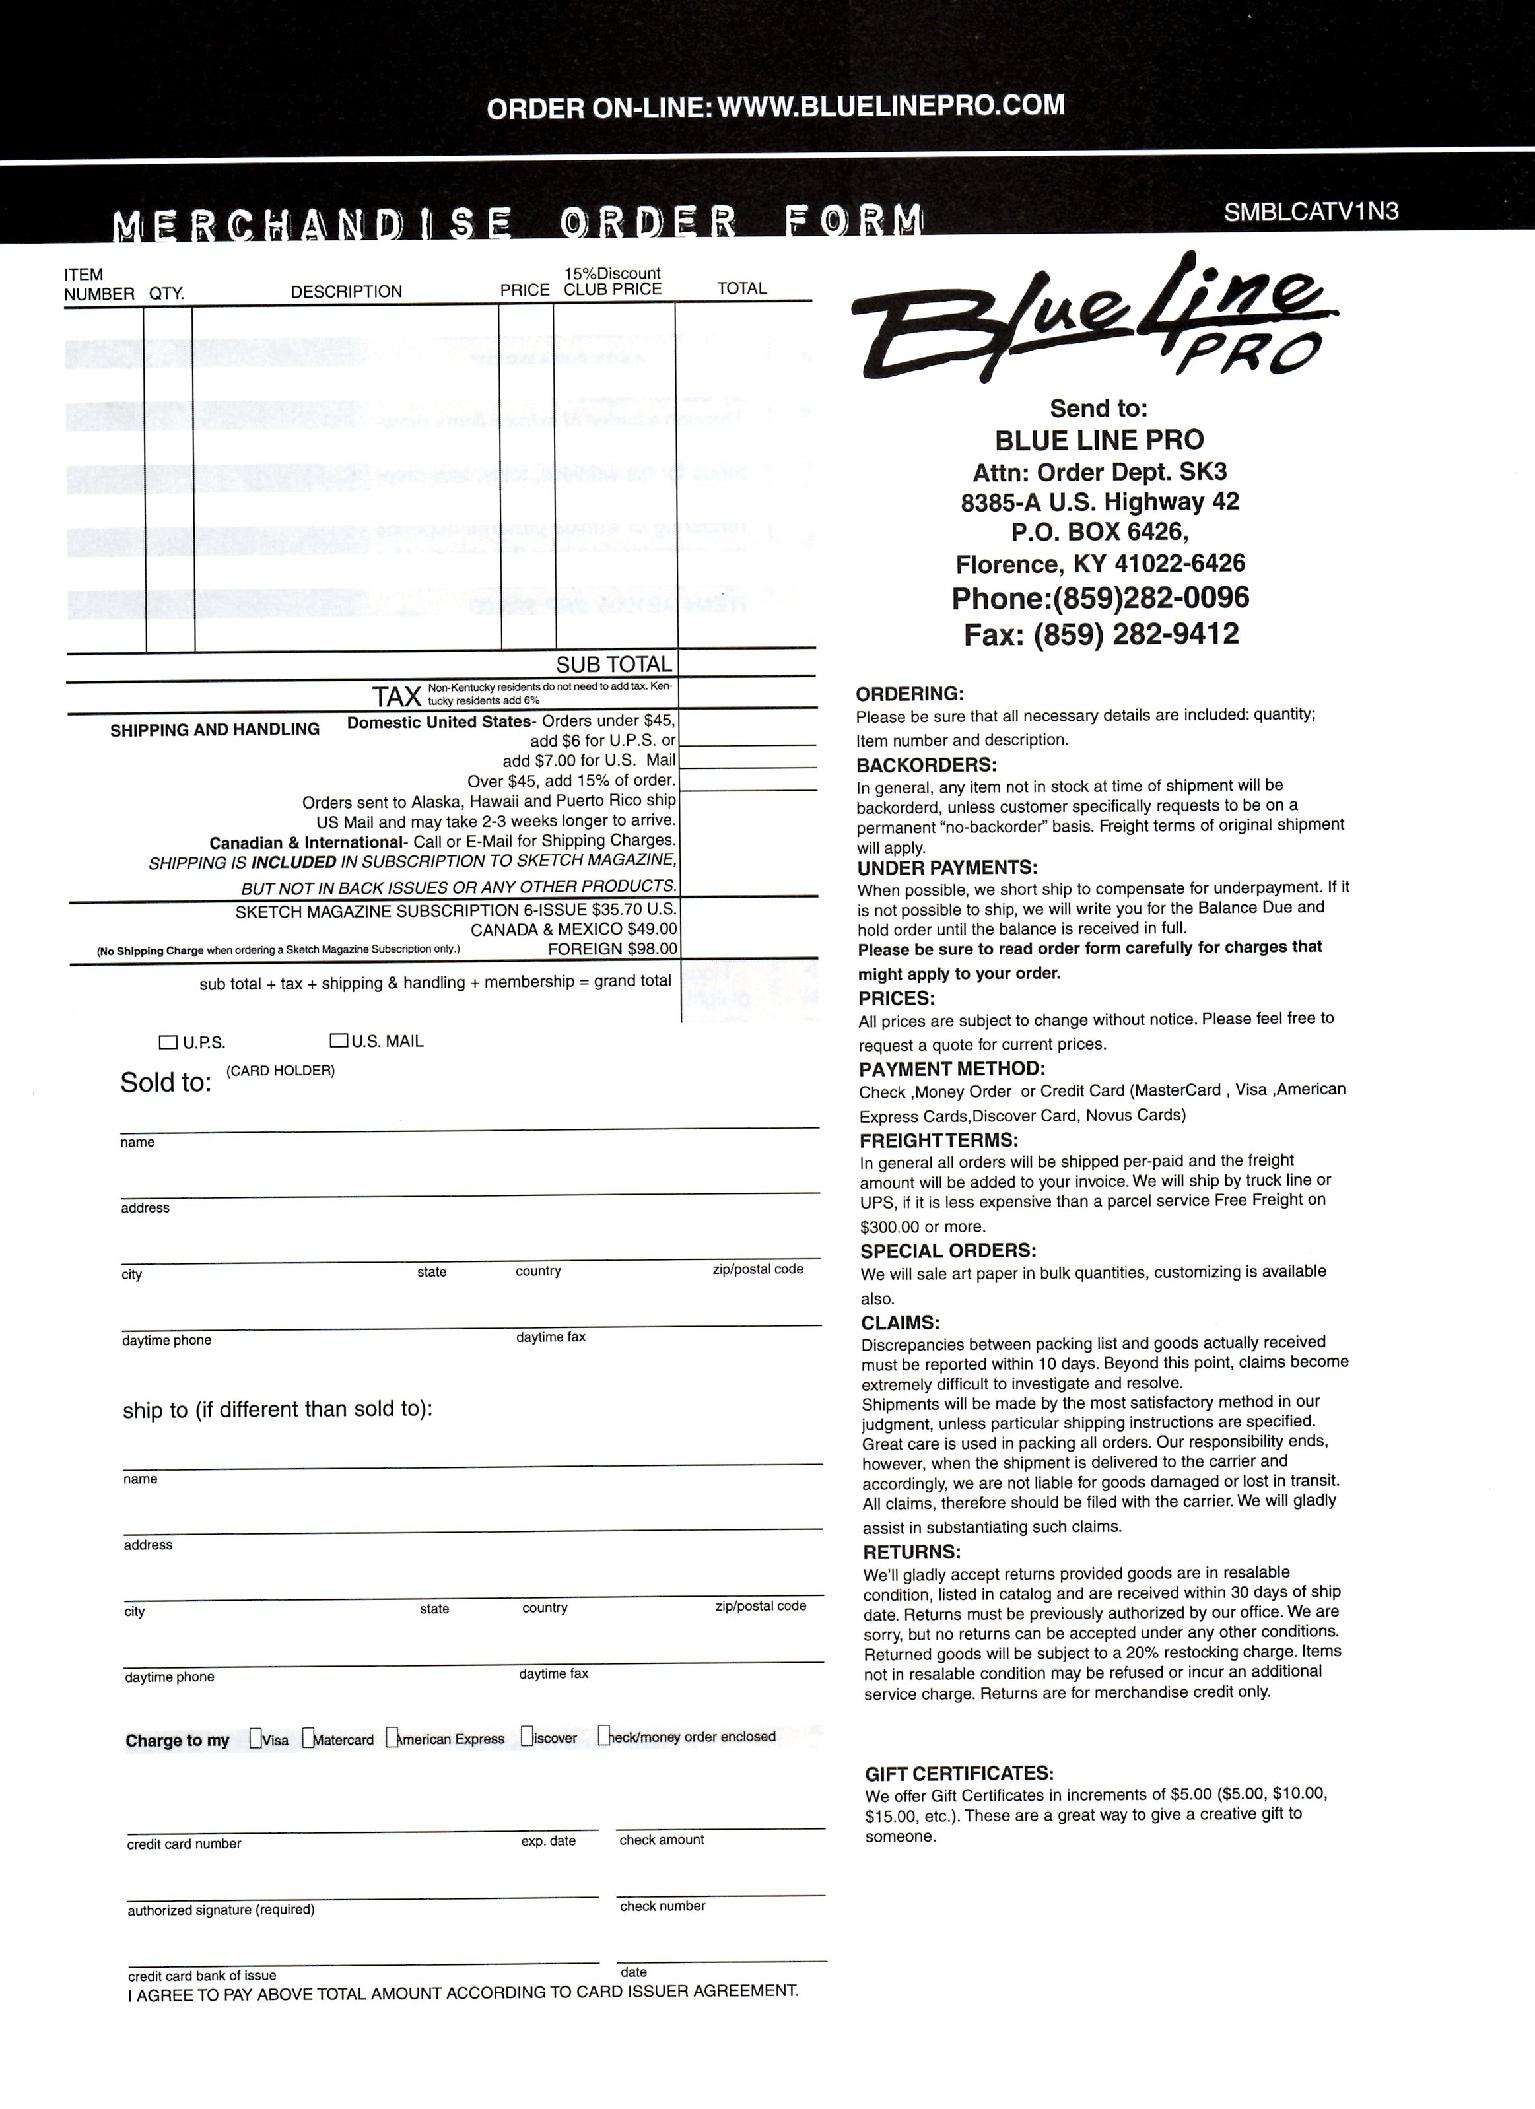 ORDER ON-LINE: WWW.BLUELINEPRO.COM
MERCHANDISE ORDER FORM
SMBLCATV1N3
ITEM NUMBER QTY. DESCRIPTION PRICE 15%Discount CLUB PRICE TOTAL
SUB TOTAL
TAX Non-Kentucky residents do not need to add tax. Ken-
tucky residents add 6%
SHIPPING AND HANDLING Domestic United States- Orders under $45,
add $6 for U.P.S. or
add $7.00 for U.S. Mail
Over $45, add 15% of order.
Orders sent to Alaska, Hawaii and Puerto Rico ship
US Mail and may take 2-3 weeks longer to arrive.
Canadian & International- Call or E-Mail for Shipping Charges.
SHIPPING IS INCLUDED IN SUBSCRIPTION TO SKETCH MAGAZINE,
BUT NOT IN BACK ISSUES OR ANY OTHER PRODUCTS.
SKETCH MAGAZINE SUBSCRIPTION 6-ISSUE $35.70 U.S.
CANADA & MEXICO $49.00
(No Shipping Charge when ordering a Sketch Magazine Subscription only.) FOREIGN $98.00
sub total + tax + shipping & handling + membership = grand total
U.P.S. U.S. MAIL
Sold to: (CARD HOLDER)
name
address
city state country zip/postal code
daytime phone daytime fax
ship to (if different than sold to):
name
address
city state country zip/postal code
daytime phone daytime fax
Charge to my Visa Matercard American Express iscover heck/money order enclosed
credit card number exp. date check amount
authorized signature (required) check number
credit card bank of issue date
I AGREE TO PAY ABOVE TOTAL AMOUNT ACCORDING TO CARD ISSUER AGREEMENT.
Blue Line
PRO
Send to:
BLUE LINE PRO
Attn: Order Dept. SK3
8385-A U.S. Highway 42
P.O. BOX 6426,
Florence, KY 41022-6426
Phone:(859)282-0096
Fax: (859) 282-9412
ORDERING:
Please be sure that all necessary details are included: quantity;
Item number and description.
BACKORDERS:
In general, any item not in stock at time of shipment will be
backorderd, unless customer specifically requests to be on a
permanent “no-backorder” basis. Freight terms of original shipment
will apply.
UNDER PAYMENTS:
When possible, we short ship to compensate for underpayment. If it
is not possible to ship, we will write you for the Balance Due and
hold order until the balance is received in full.
Please be sure to read order form carefully for charges that
might apply to your order.
PRICES:
All prices are subject to change without notice. Please feel free to
request a quote for current prices.
PAYMENT METHOD:
Check ,Money Order or Credit Card (MasterCard , Visa ,American
Express Cards,Discover Card, Novus Cards)
FREIGHT TERMS:
In general all orders will be shipped per-paid and the freight
amount will be added to your invoice. We will ship by truck line or
UPS, if it is less expensive than a parcel service Free Freight on
$300.00 or more.
SPECIAL ORDERS:
We will sale art paper in bulk quantities, customizing is available
also.
CLAIMS:
Discrepancies between packing list and goods actually received
must be reported within 10 days. Beyond this point, claims become
extremely difficult to investigate and resolve.
Shipments will be made by the most satisfactory method in our
judgment, unless particular shipping instructions are specified.
Great care is used in packing all orders. Our responsibility ends,
however, when the shipment is delivered to the carrier and
accordingly, we are not liable for goods damaged or lost in transit.
All claims, therefore should be filed with the carrier. We will gladly
assist in substantiating such claims.
RETURNS:
We'll gladly accept returns provided goods are in resalable
condition, listed in catalog and are received within 30 days of ship
date. Returns must be previously authorized by our office. We are
sorry, but no returns can be accepted under any other conditions.
Returned goods will be subject to a 20% restocking charge. Items
not in resalable condition may be refused or incur an additional
service charge. Returns are for merchandise credit only.
GIFT CERTIFICATES:
We offer Gift Certificates in increments of $5.00 ($5.00, $10.00,
$15.00, etc.). These are a great way to give a creative gift to
someone.